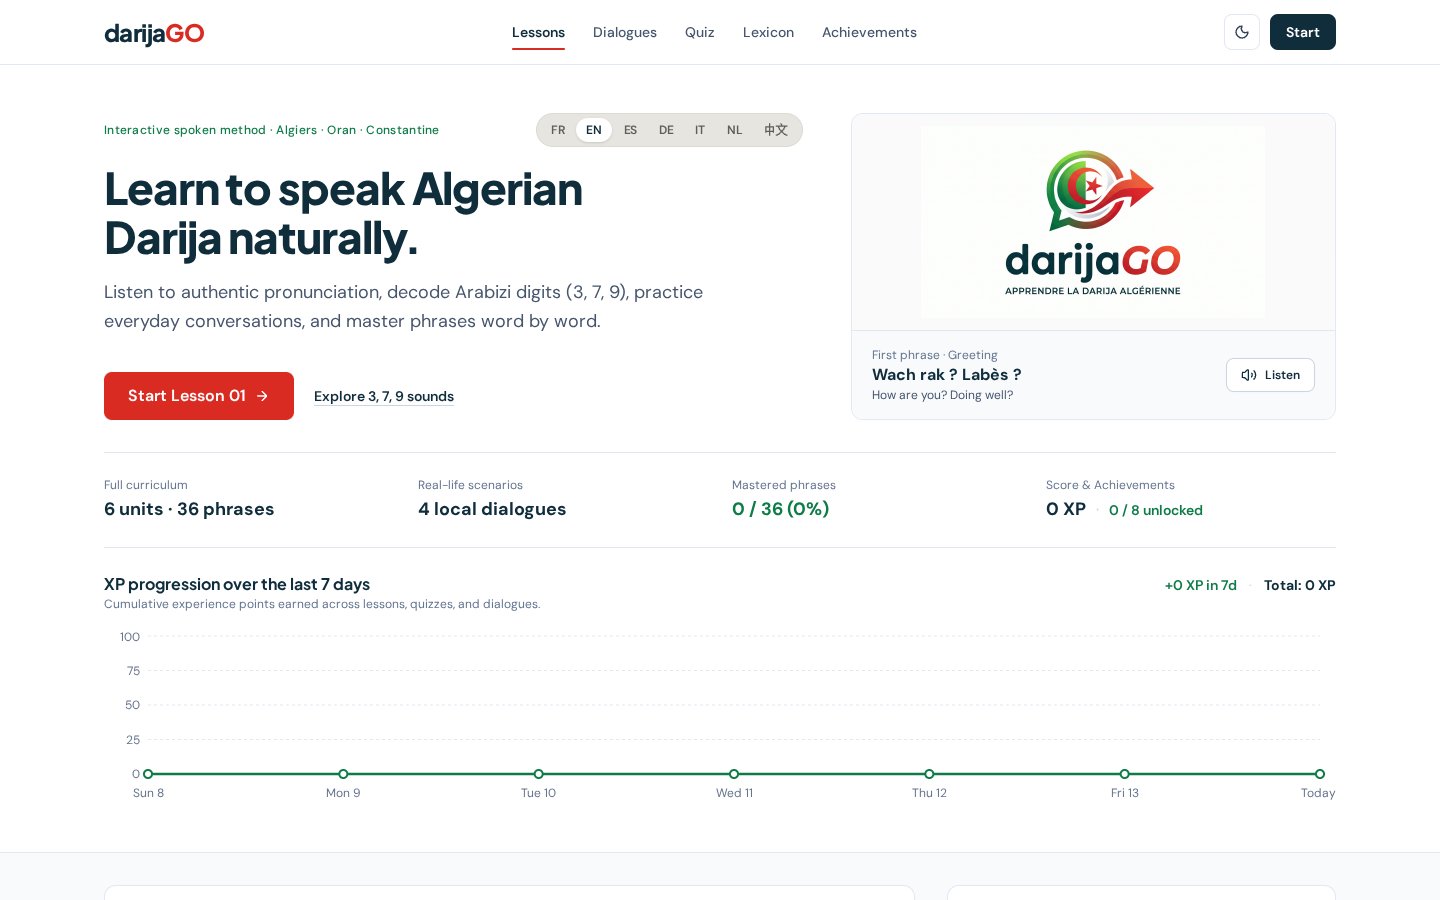 darijaGO
Lessons
Dialogues
Quiz
Lexicon
Achievements
Start
Interactive spoken method · Algiers · Oran · Constantine
FR
EN
ES
DE
IT
NL
中文
Learn to speak Algerian
Darija naturally.
Listen to authentic pronunciation, decode Arabizi digits (3, 7, 9), practice
everyday conversations, and master phrases word by word.
Start Lesson 01 →
Explore 3, 7, 9 sounds
darijaGO
APPRENDRE LA DARIJA ALGÉRIENNE
First phrase · Greeting
Wach rak ? Labès ?
How are you? Doing well?
Listen
Full curriculum
6 units · 36 phrases
Real-life scenarios
4 local dialogues
Mastered phrases
0 / 36 (0%)
Score & Achievements
0 XP · 0 / 8 unlocked
XP progression over the last 7 days
Cumulative experience points earned across lessons, quizzes, and dialogues.
+0 XP in 7d · Total: 0 XP
100
75
50
25
0
Sun 8
Mon 9
Tue 10
Wed 11
Thu 12
Fri 13
Today